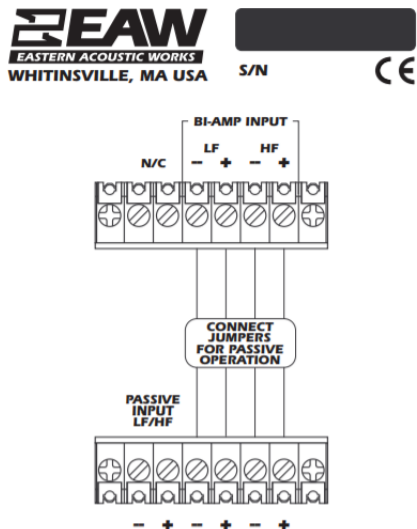 EAW
EASTERN ACOUSTIC WORKS
WHITINSVILLE, MA USA
S/N
CE
BI-AMP INPUT
LF HF
N/C - + - +
CONNECT
JUMPERS
FOR PASSIVE
OPERATION
PASSIVE
INPUT
LF/HF
- + - + - +